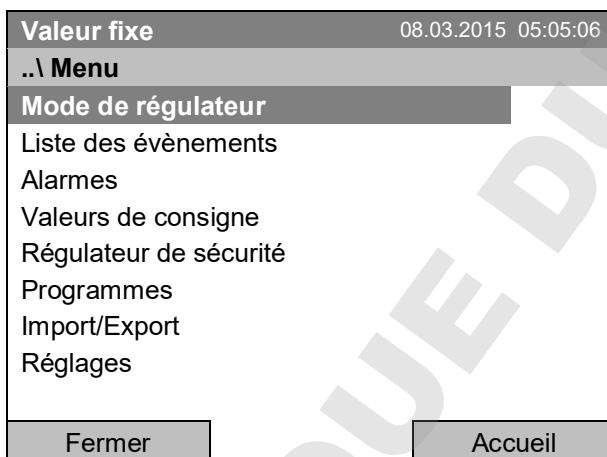 Valeur fixe 08.03.2015 05:05:06
..\ Menu
Mode de régulateur
Liste des évènements
Alarmes
Valeurs de consigne
Régulateur de sécurité
Programmes
Import/Export
Réglages
Fermer Accueil